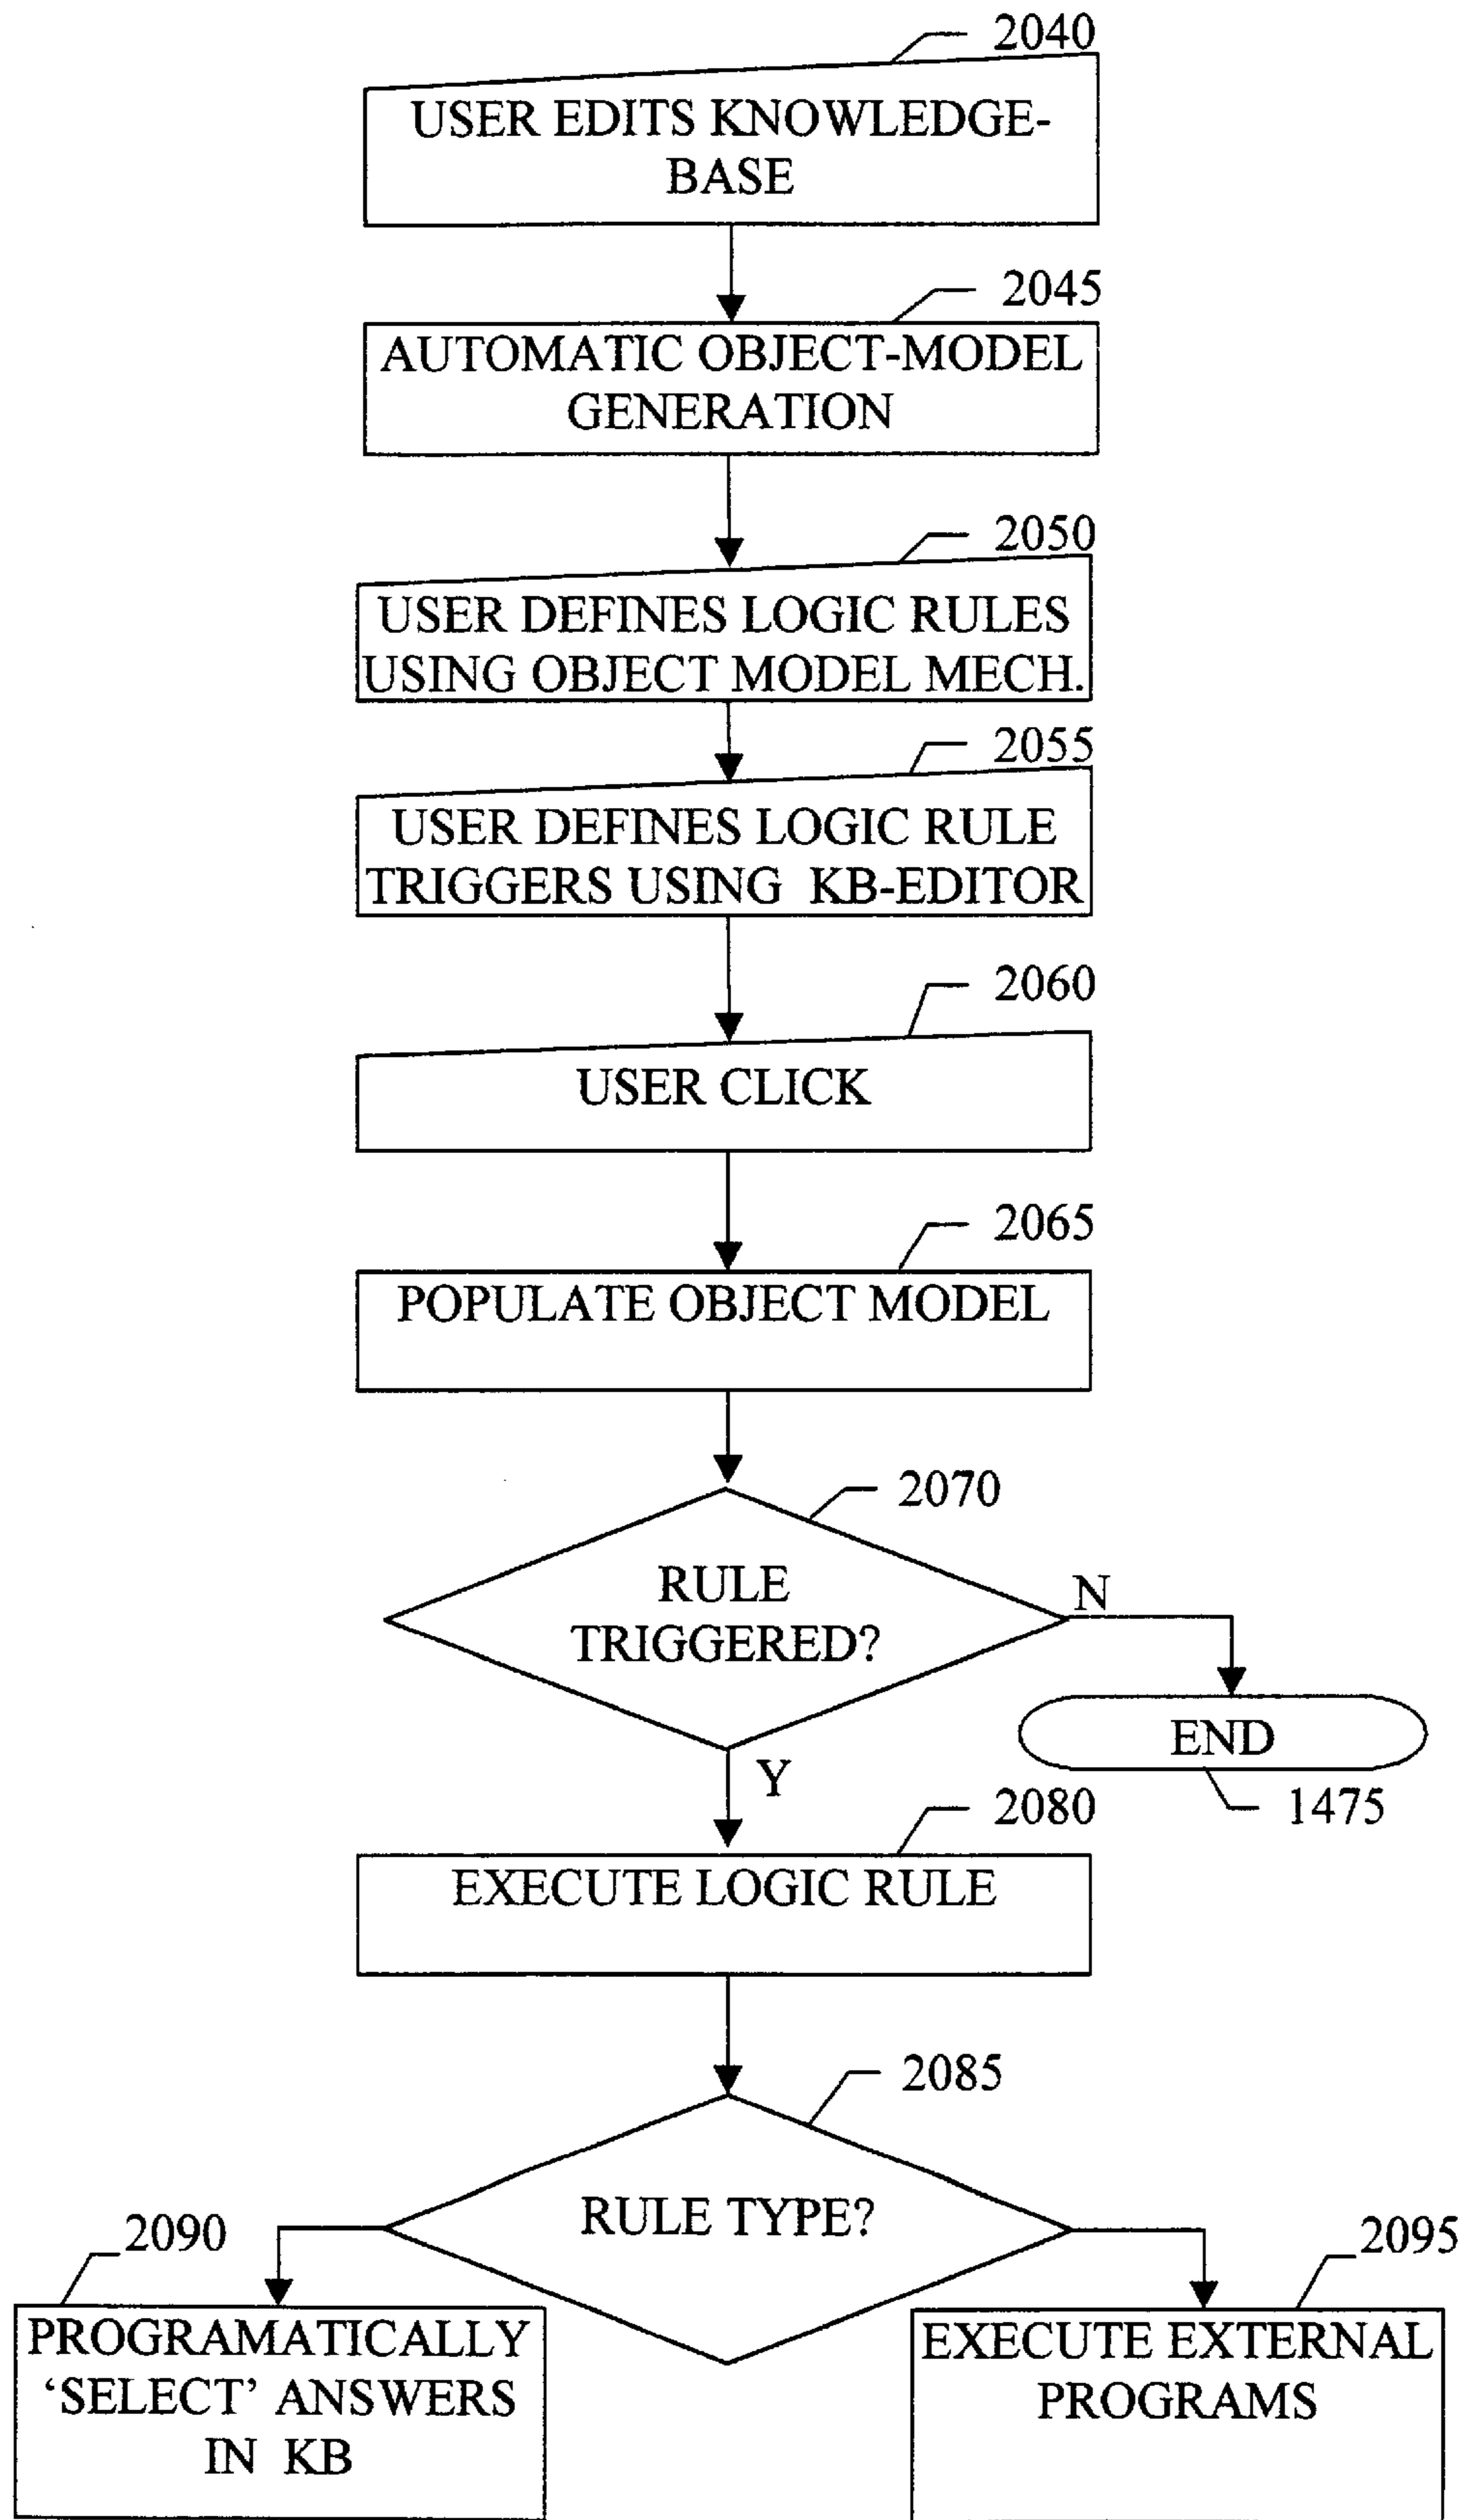 2040
USER EDITS KNOWLEDGE-
BASE
2045
AUTOMATIC OBJECT-MODEL
GENERATION
2050
USER DEFINES LOGIC RULES
USING OBJECT MODEL MECH.
2055
USER DEFINES LOGIC RULE
TRIGGERS USING KB-EDITOR
2060
USER CLICK
2065
POPULATE OBJECT MODEL
2070
RULE
TRIGGERED?
N
END
1475
Y
2080
EXECUTE LOGIC RULE
2085
RULE TYPE?
2090
PROGRAMATICALLY
‘SELECT’ ANSWERS
IN KB
2095
EXECUTE EXTERNAL
PROGRAMS